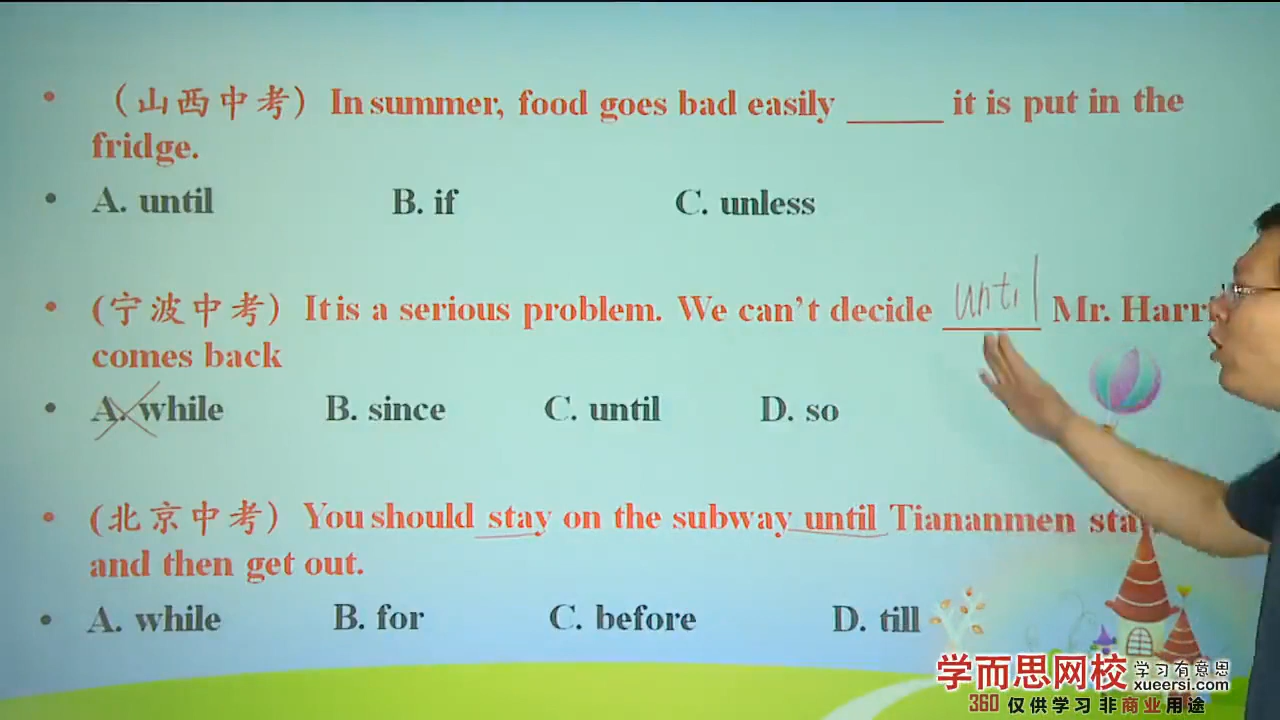 • （山西中考）In summer, food goes bad easily _____ it is put in the
fridge.
• A. until B. if C. unless
• (宁波中考）It is a serious problem. We can't decide until Mr.
comes back
• A. while B. since C. until D. so
• (北京中考）You should stay on the subway until Tiananmen
and then get out.
• A. while B. for C. before D. till
学而思网校 学习有意思
xueersi.com
360 仅供学习 非商业用途